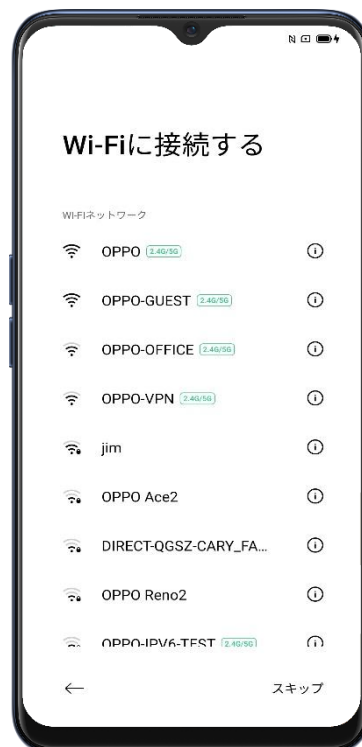 Wi-Fiに接続する
WI-FIネットワーク
OPPO 2.4G/5G
OPPO-GUEST 2.4G/5G
OPPO-OFFICE 2.4G/5G
OPPO-VPN 2.4G/5G
jim
OPPO Ace2
DIRECT-QGSZ-CARY_FA...
OPPO Reno2
OPPO-IPV6-TEST 2.4G/5G
スキップ